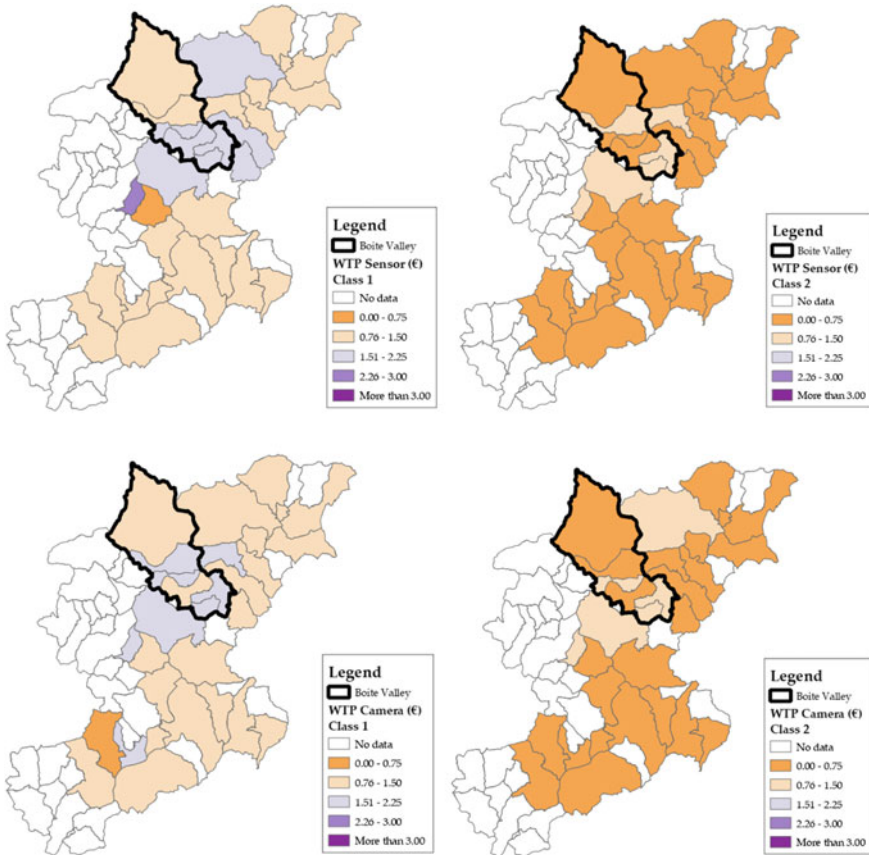 Legend
Boite Valley
WTP Sensor (€)
Class 1
No data
0.00 - 0.75
0.76 - 1.50
1.51 - 2.25
2.26 - 3.00
More than 3.00
Legend
Boite Valley
WTP Sensor (€)
Class 2
No data
0.00 - 0.75
0.76 - 1.50
1.51 - 2.25
2.26 - 3.00
More than 3.00
Legend
Boite Valley
WTP Camera (€)
Class 1
No data
0.00 - 0.75
0.76 - 1.50
1.51 - 2.25
2.26 - 3.00
More than 3.00
Legend
Boite Valley
WTP Camera (€)
Class 2
No data
0.00 - 0.75
0.76 - 1.50
1.51 - 2.25
2.26 - 3.00
More than 3.00